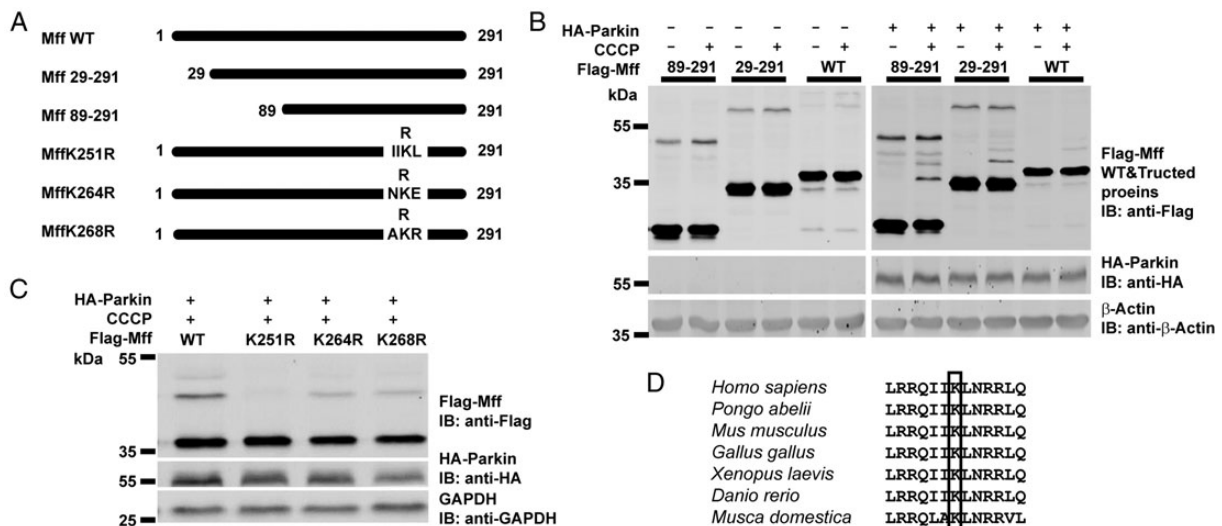 A
Mff WT 1 291
Mff 29-291 29 291
Mff 89-291 89 291
R
MffK251R 1 IIKL 291
R
MffK264R 1 NKE 291
R
MffK268R 1 AKR 291
B
HA-Parkin - - - - - - + + + + + +
CCCP - + - + - + - + - + - +
Flag-Mff 89-291 29-291 WT 89-291 29-291 WT
kDa
55
35
Flag-Mff
WT&Tructed
proeins
IB: anti-Flag
55
HA-Parkin
IB: anti-HA
35
β-Actin
IB: anti-β-Actin
C
HA-Parkin + + + +
CCCP + + + +
Flag-Mff WT K251R K264R K268R
kDa
55
35
Flag-Mff
IB: anti-Flag
55
HA-Parkin
IB: anti-HA
25
GAPDH
IB: anti-GAPDH
D
Homo sapiens LRRQIIKLNRRLQ
Pongo abelii LRRQIIKLNRRLQ
Mus musculus LRRQIIKLNRRLQ
Gallus gallus LRRQIIKLNRRLQ
Xenopus laevis LRRQIIKLNRRLQ
Danio rerio LRRQIIKLNRRLQ
Musca domestica LRRQLAKLNRRVL